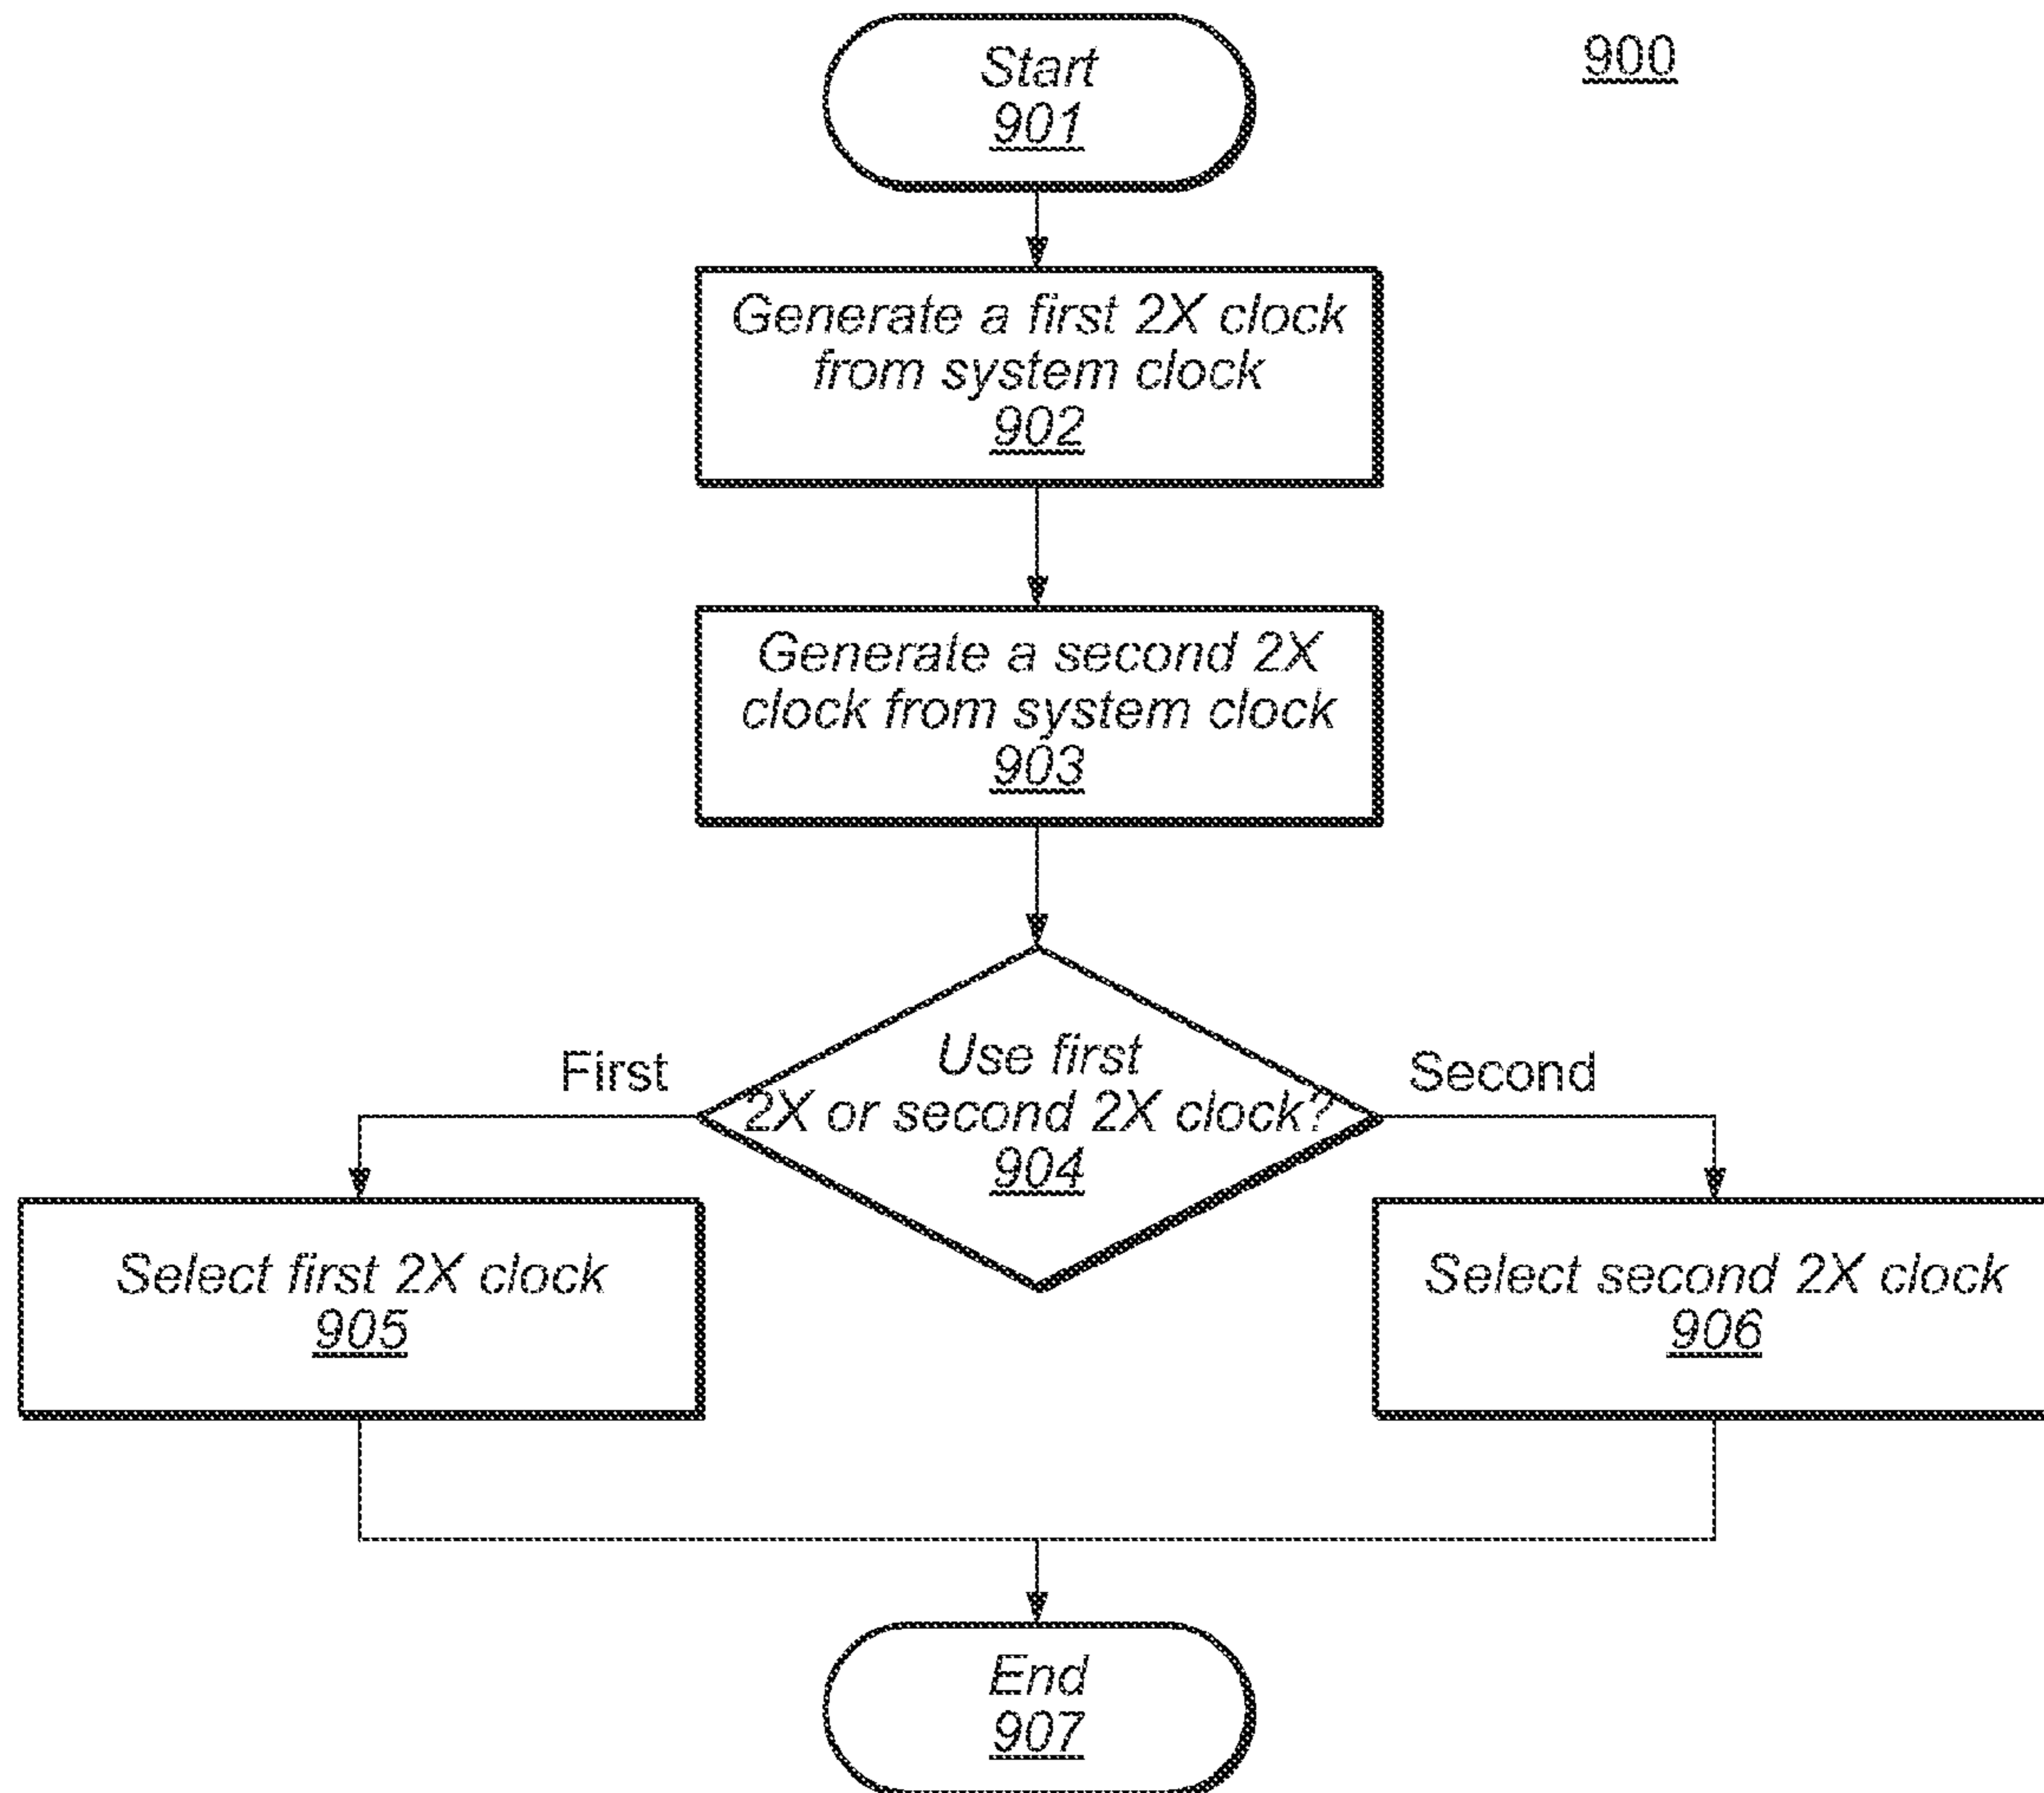 900
Start
901
Generate a first 2X clock
from system clock
902
Generate a second 2X
clock from system clock
903
Use first
2X or second 2X clock?
904
First
Second
Select first 2X clock
905
Select second 2X clock
906
End
907